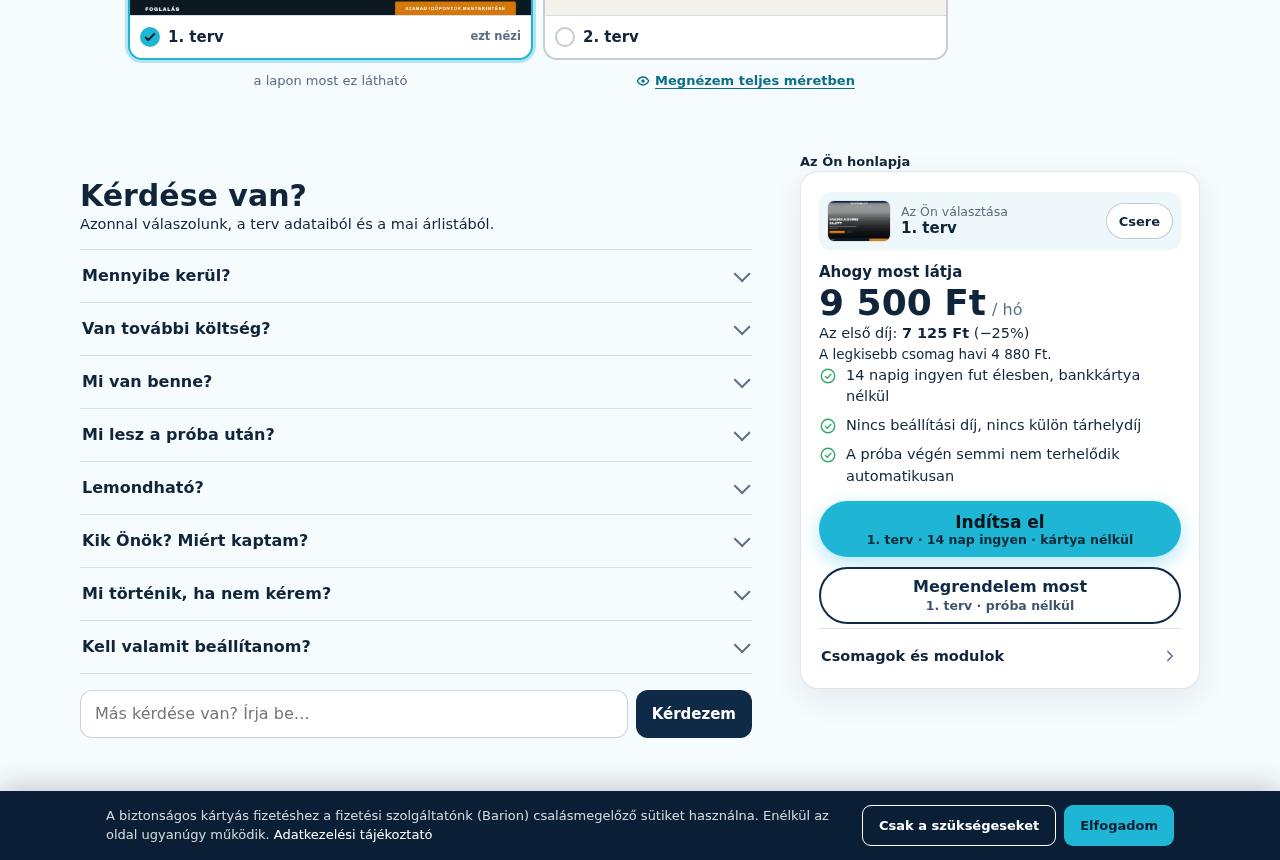 FOGLALÁS
SZABAD IDŐPONTOK MEGTEKINTÉSE
1. terv
ezt nézi
2. terv
a lapon most ez látható
Megnézem teljes méretben
Kérdése van?
Azonnal válaszolunk, a terv adataiból és a mai árlistából.
Mennyibe kerül?
Van további költség?
Mi van benne?
Mi lesz a próba után?
Lemondható?
Kik Önök? Miért kaptam?
Mi történik, ha nem kérem?
Kell valamit beállítanom?
Más kérdése van? Írja be…
Kérdezem
Az Ön honlapja
Az Ön választása
1. terv
Csere
Ahogy most látja
9 500 Ft / hó
Az első díj: 7 125 Ft (−25%)
A legkisebb csomag havi 4 880 Ft.
14 napig ingyen fut élesben, bankkártya
nélkül
Nincs beállítási díj, nincs külön tárhelydíj
A próba végén semmi nem terhelődik
automatikusan
Indítsa el
1. terv · 14 nap ingyen · kártya nélkül
Megrendelem most
1. terv · próba nélkül
Csomagok és modulok
A biztonságos kártyás fizetéshez a fizetési szolgáltatónk (Barion) csalásmegelőző sütiket használna. Enélkül az
oldal ugyanúgy működik. Adatkezelési tájékoztató
Csak a szükségeseket
Elfogadom